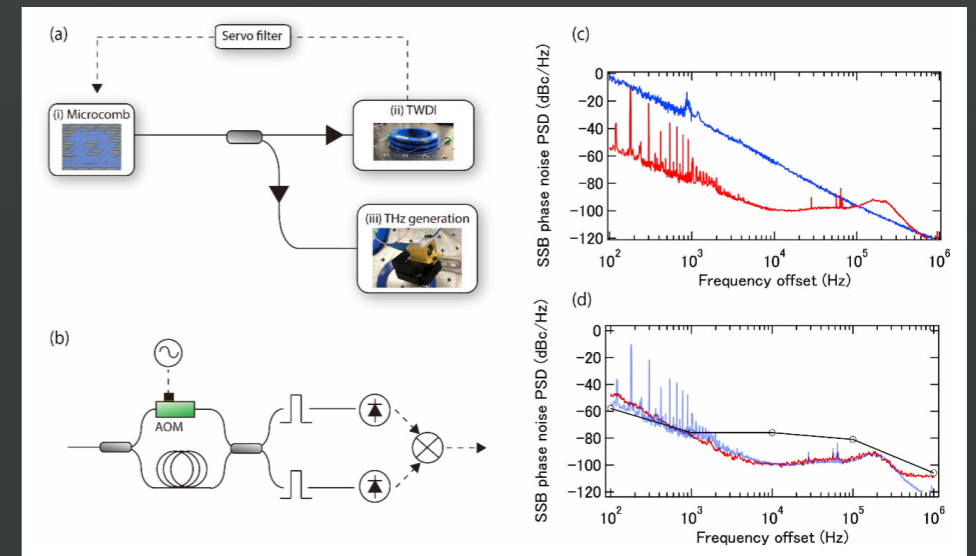 (a)
Servo filter
(i) Microcomb
(ii) TWDI
(iii) THz generation
(b)
AOM
(c)
SSB phase noise PSD (dBc/Hz)
0
−20
−40
−60
−80
−100
−120
10²
10³
10⁴
10⁵
10⁶
Frequency offset (Hz)
(d)
SSB phase noise PSD (dBc/Hz)
0
−20
−40
−60
−80
−100
−120
10²
10³
10⁴
10⁵
10⁶
Frequency offset (Hz)